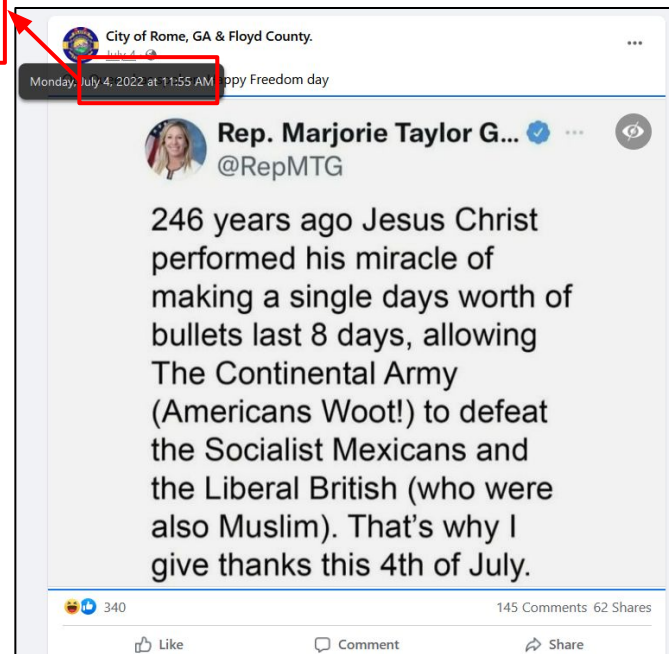 City of Rome, GA & Floyd County.
July 4
Monday, July 4, 2022 at 11:55 AM
ppy Freedom day
Rep. Marjorie Taylor G...
@RepMTG
246 years ago Jesus Christ
performed his miracle of
making a single days worth of
bullets last 8 days, allowing
The Continental Army
(Americans Woot!) to defeat
the Socialist Mexicans and
the Liberal British (who were
also Muslim). That's why I
give thanks this 4th of July.
340
145 Comments 62 Shares
Like
Comment
Share